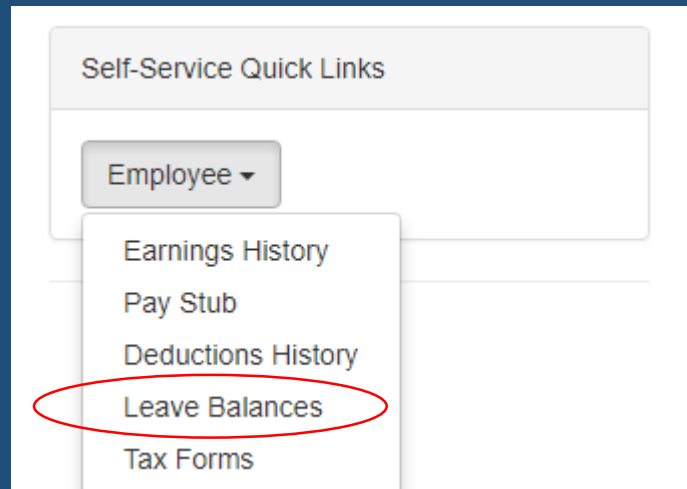 Self-Service Quick Links
Employee
Earnings History
Pay Stub
Deductions History
Leave Balances
Tax Forms